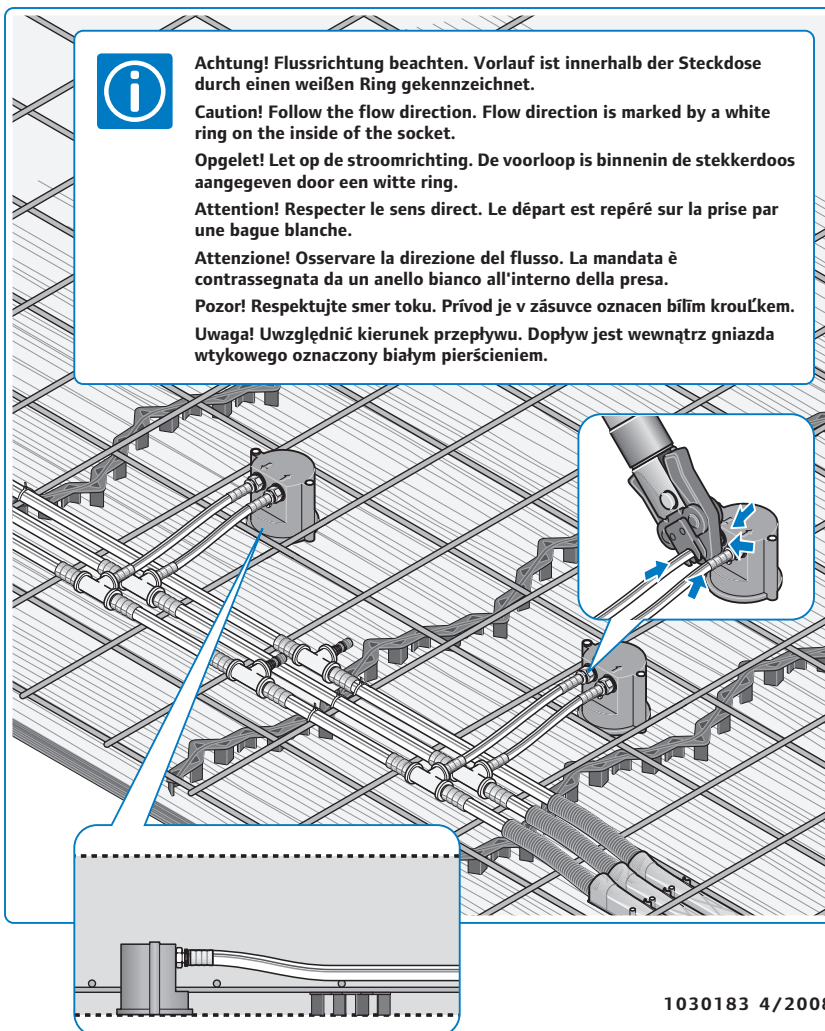 Achtung! Flussrichtung beachten. Vorlauf ist innerhalb der Steckdose
durch einen weißen Ring gekennzeichnet.
Caution! Follow the flow direction. Flow direction is marked by a white
ring on the inside of the socket.
Opgelet! Let op de stroomrichting. De voorloop is binnenin de stekkerdoos
aangegeven door een witte ring.
Attention! Respecter le sens direct. Le départ est repéré sur la prise par
une bague blanche.
Attenzione! Osservare la direzione del flusso. La mandata è
contrassegnata da un anello bianco all'interno della presa.
Pozor! Respektujte smer toku. Prívod je v zásuvce oznacen bílím krouĽkem.
Uwaga! Uwzględnić kierunek przepływu. Dopływ jest wewnątrz gniazda
wtykowego oznaczony białym pierścieniem.
1030183 4/2008